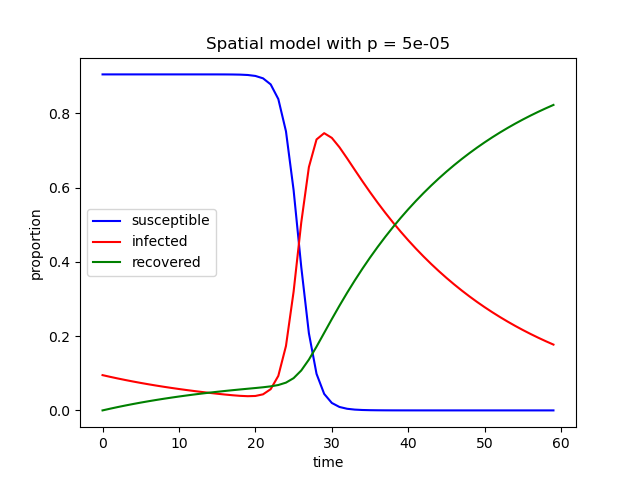 Spatial model with p = 5e-05
proportion
0.8
0.6
0.4
0.2
0.0
susceptible
infected
recovered
0 10 20 30 40 50 60
time